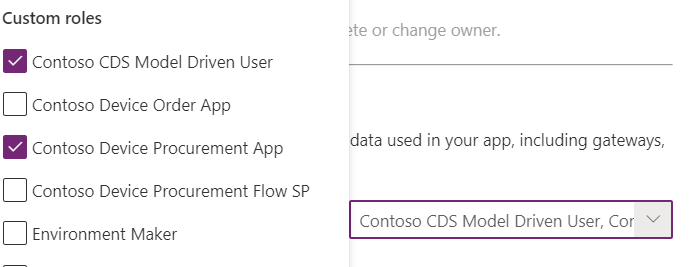 Custom roles
Contoso CDS Model Driven User
Contoso Device Order App
Contoso Device Procurement App
Contoso Device Procurement Flow SP
Environment Maker
ete or change owner.
data used in your app, including gateways,
Contoso CDS Model Driven User, Cor